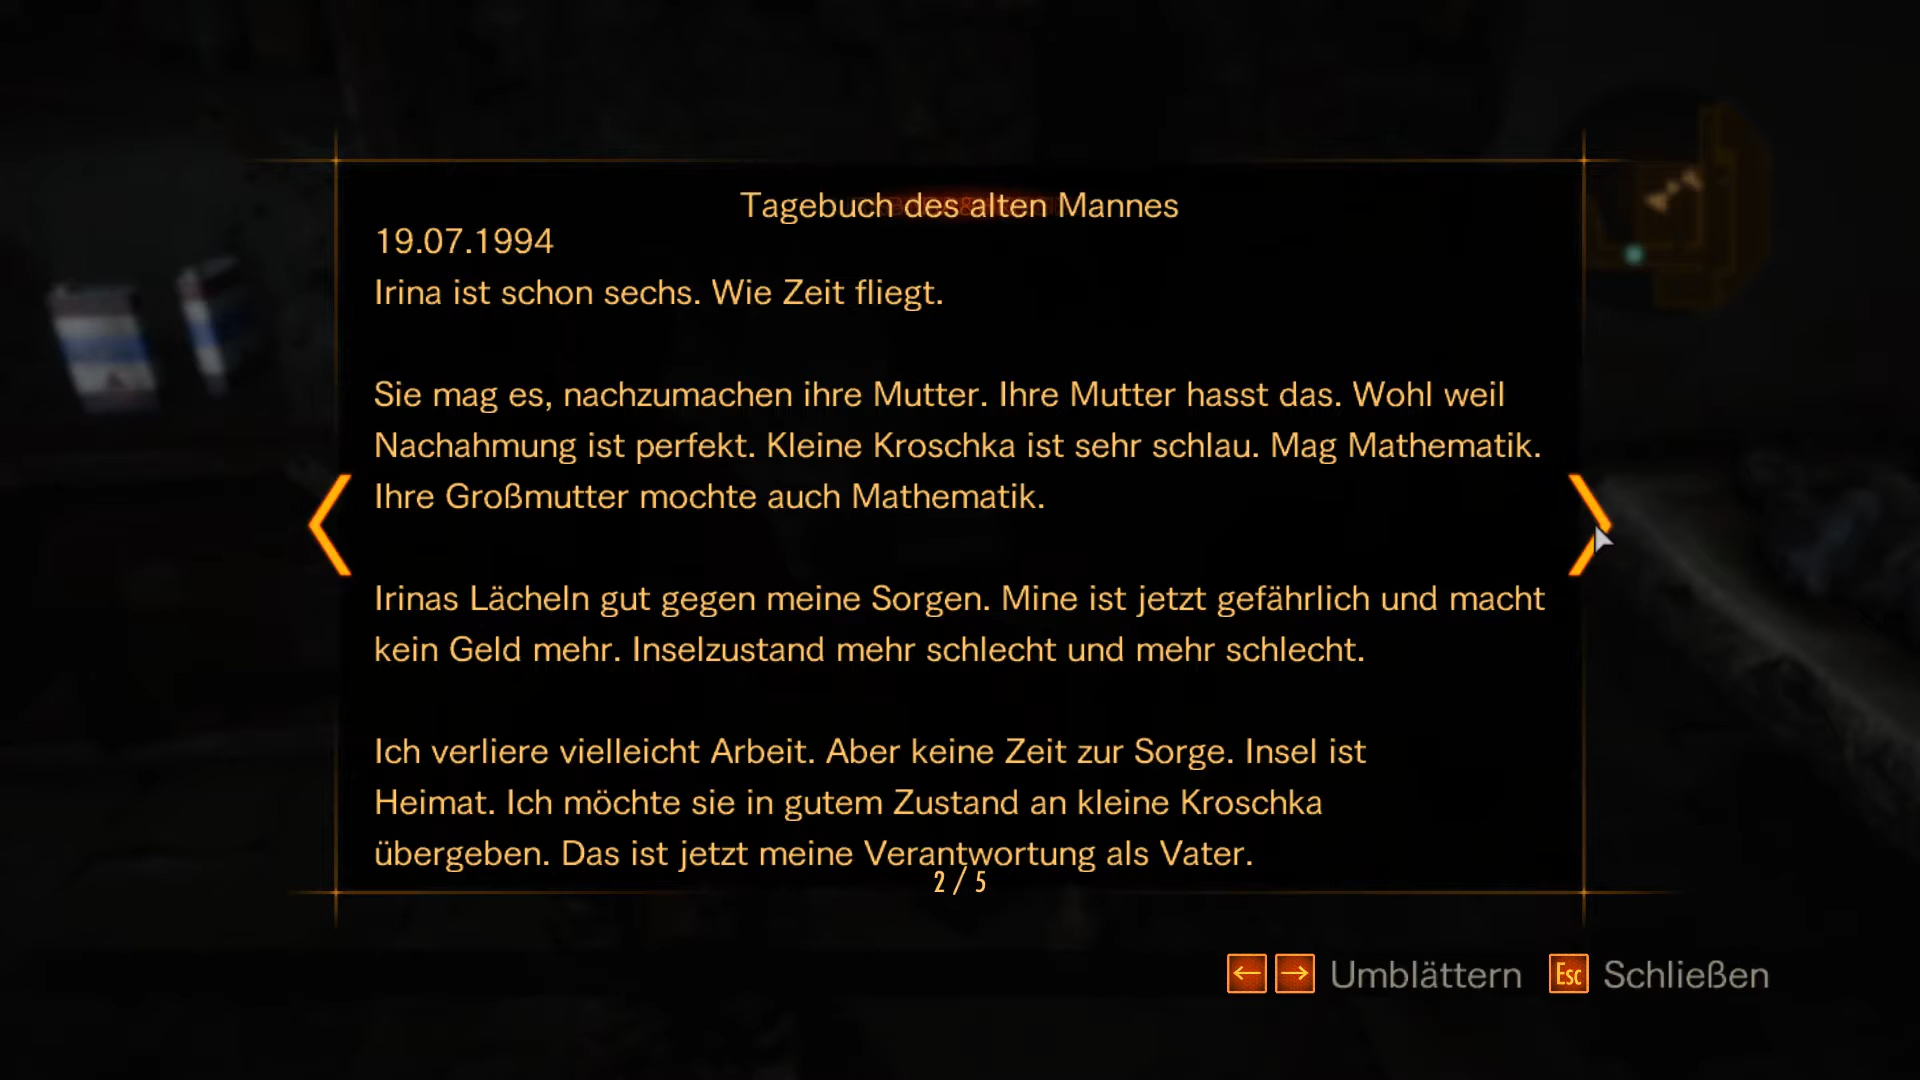 Tagebuch des alten Mannes
19.07.1994
Irina ist schon sechs. Wie Zeit fliegt.
Sie mag es, nachzumachen ihre Mutter. Ihre Mutter hasst das. Wohl weil
Nachahmung ist perfekt. Kleine Kroschka ist sehr schlau. Mag Mathematik.
Ihre Großmutter mochte auch Mathematik.
Irinas Lächeln gut gegen meine Sorgen. Mine ist jetzt gefährlich und macht
kein Geld mehr. Inselzustand mehr schlecht und mehr schlecht.
Ich verliere vielleicht Arbeit. Aber keine Zeit zur Sorge. Insel ist
Heimat. Ich möchte sie in gutem Zustand an kleine Kroschka
übergeben. Das ist jetzt meine Verantwortung als Vater.
2 / 5
← → Umblättern Esc Schließen